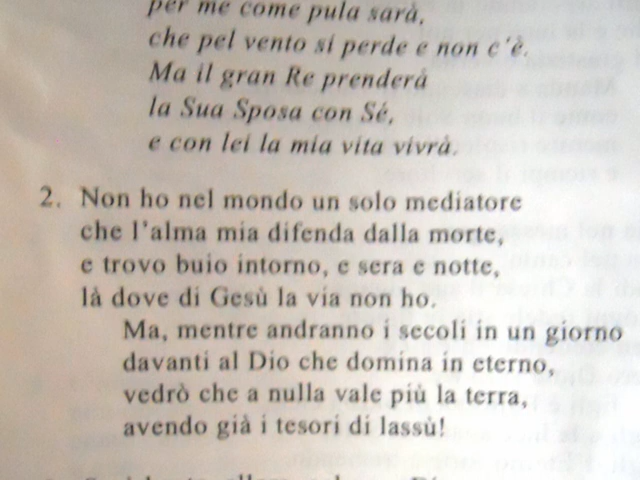 per me come pula sarà,
che pel vento si perde e non c'è.
Ma il gran Re prenderà
la Sua Sposa con Sé,
e con lei la mia vita vivrà.
2. Non ho nel mondo un solo mediatore
che l'alma mia difenda dalla morte,
e trovo buio intorno, e sera e notte,
là dove di Gesù la via non ho.
Ma, mentre andranno i secoli in un giorno
davanti al Dio che domina in eterno,
vedrò che a nulla vale più la terra,
avendo già i tesori di lassù!